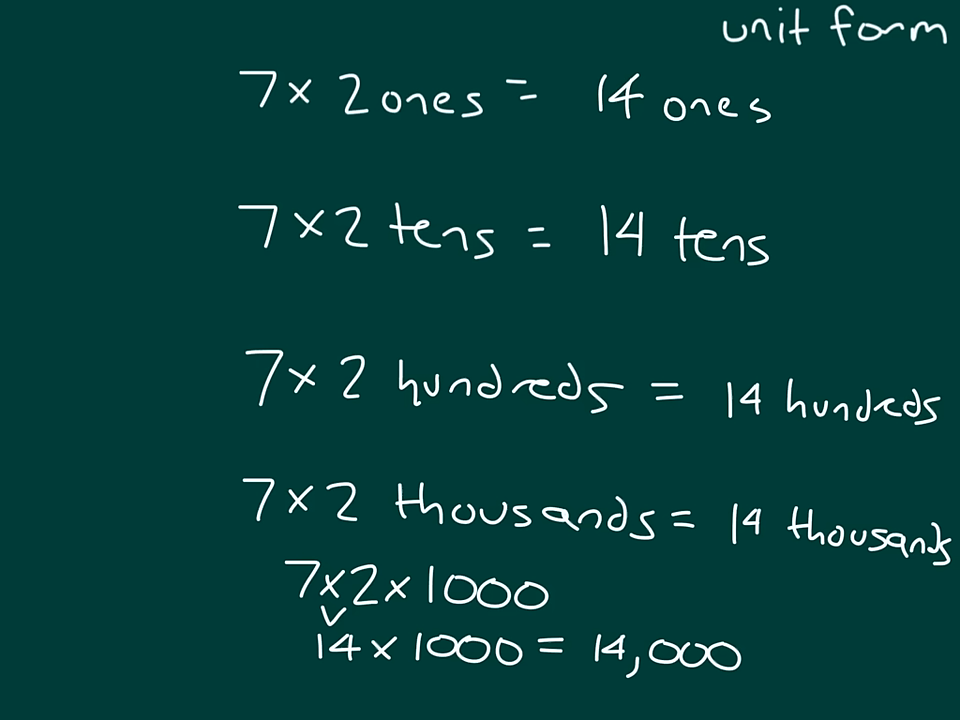 unit form
7 × 2 ones = 14 ones
7 × 2 tens = 14 tens
7 × 2 hundreds = 14 hundreds
7 × 2 thousands = 14 thousands
7 × 2 × 1000
14 × 1000 = 14,000